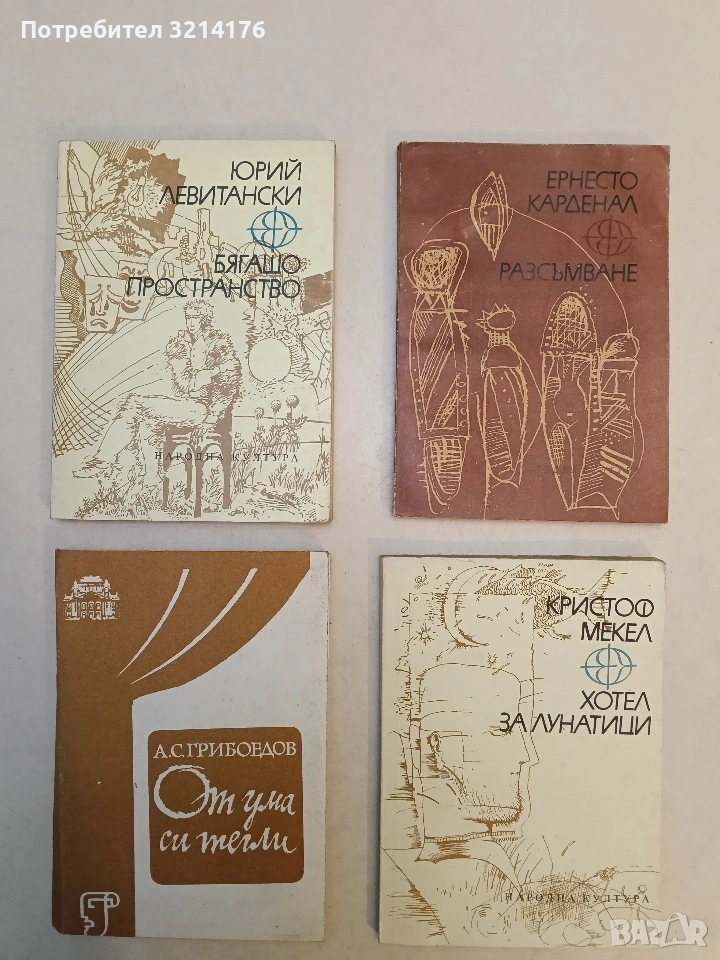 Потребител 3214176
ЮРИЙ
ЛЕВИТАНСКИ
БЯГАЩО
ПРОСТРАНСТВО
НАРОДНА КУЛТУРА
ЕРНЕСТО
КАРДЕНАЛ
РАЗСЪМВАНЕ
А.С.ГРИБОЕДОВ
От ума
си тегли
КРИСТОФ
МЕКЕЛ
ХОТЕЛ
ЗА ЛУНАТИЦИ
НАРОДНА КУЛТУРА
BAZAR